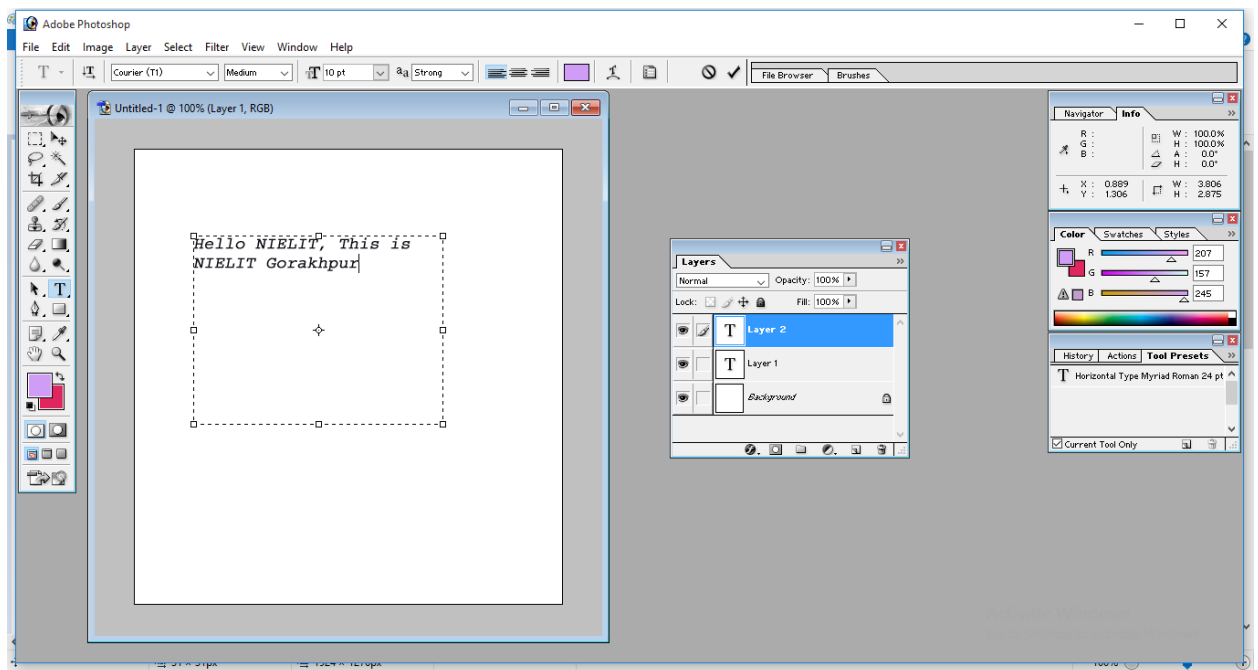 Adobe Photoshop
File Edit Image Layer Select Filter View Window Help
T Courier (T1) Medium T 10 pt aa Strong File Browser Brushes
Untitled-1 @ 100% (Layer 1, RGB)
Hello NIELIT, This is
NIELIT Gorakhpur
Layers
Normal Opacity: 100%
Lock: Fill: 100%
T Layer 2
T Layer 1
Background
Navigator Info
R : W : 100.0%
G : H : 100.0%
B : A : 0.0°
H : 0.0°
X : 0.889 W : 3.806
Y : 1.306 H : 2.875
Color Swatches Styles
R 207
G 157
B 245
History Actions Tool Presets
T Horizontal Type Myriad Roman 24 pt
Current Tool Only
100%